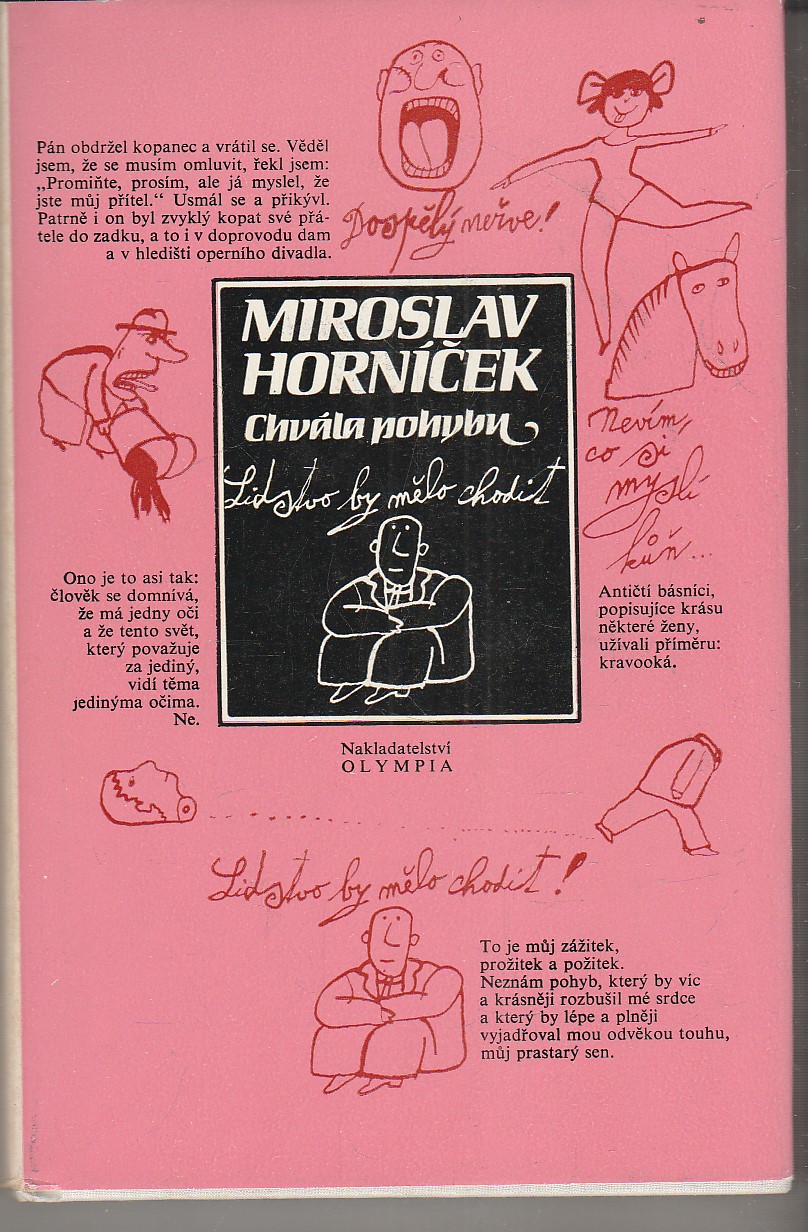 Pán obdržel kopanec a vrátil se. Věděl
jsem, že se musím omluvit, řekl jsem:
„Promiňte, prosím, ale já myslel, že
jste můj přítel.“ Usmál se a přikývl.
Patrně i on byl zvyklý kopat své přá-
tele do zadku, a to i v doprovodu dam
a v hledišti operního divadla.
Dospělý neřve!
MIROSLAV
HORNÍČEK
Chvála pohybu
Lidstvo by mělo chodit
Nevím,
co si
myslí
kůň...
Ono je to asi tak:
člověk se domnívá,
že má jedny oči
a že tento svět,
který považuje
za jediný,
vidí těma
jedinýma očima.
Ne.
Antičtí básníci,
popisujíce krásu
některé ženy,
užívali příměru:
kravooká.
Nakladatelství
OLYMPIA
Lidstvo by mělo chodit!
To je můj zážitek,
prožitek a požitek.
Neznám pohyb, který by víc
a krásněji rozbušil mé srdce
a který by lépe a plněji
vyjadřoval mou odvěkou touhu,
můj prastarý sen.